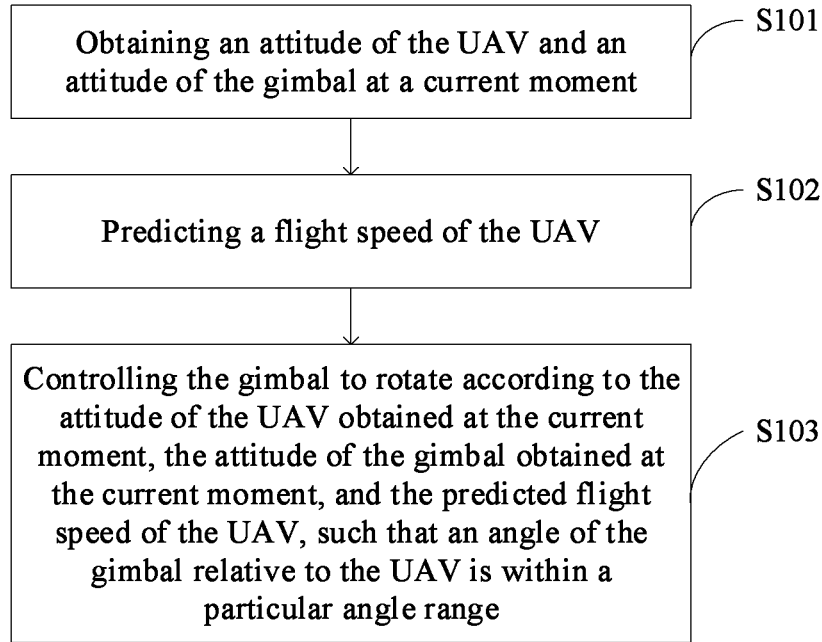 Obtaining an attitude of the UAV and an
attitude of the gimbal at a current moment
S101
Predicting a flight speed of the UAV
S102
Controlling the gimbal to rotate according to the
attitude of the UAV obtained at the current
moment, the attitude of the gimbal obtained at
the current moment, and the predicted flight
speed of the UAV, such that an angle of the
gimbal relative to the UAV is within a
particular angle range
S103